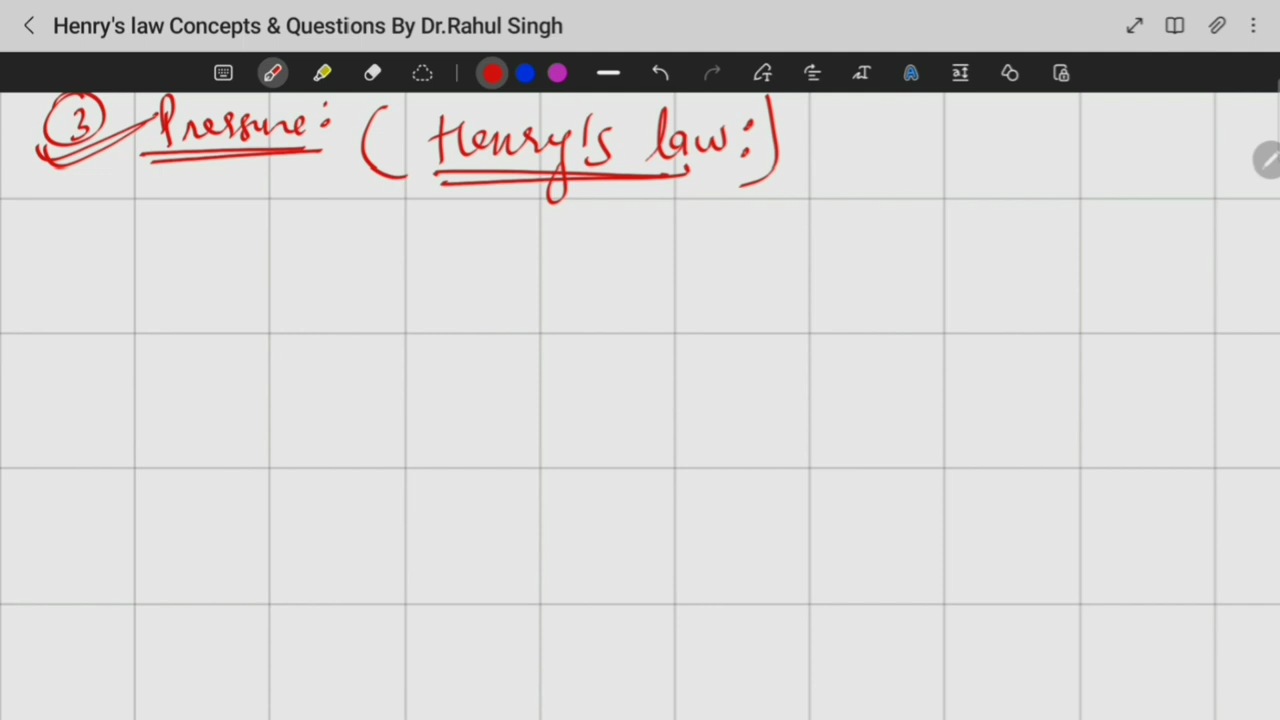 Henry's law Concepts & Questions By Dr.Rahul Singh
③ Pressure: ( Henry's law:)